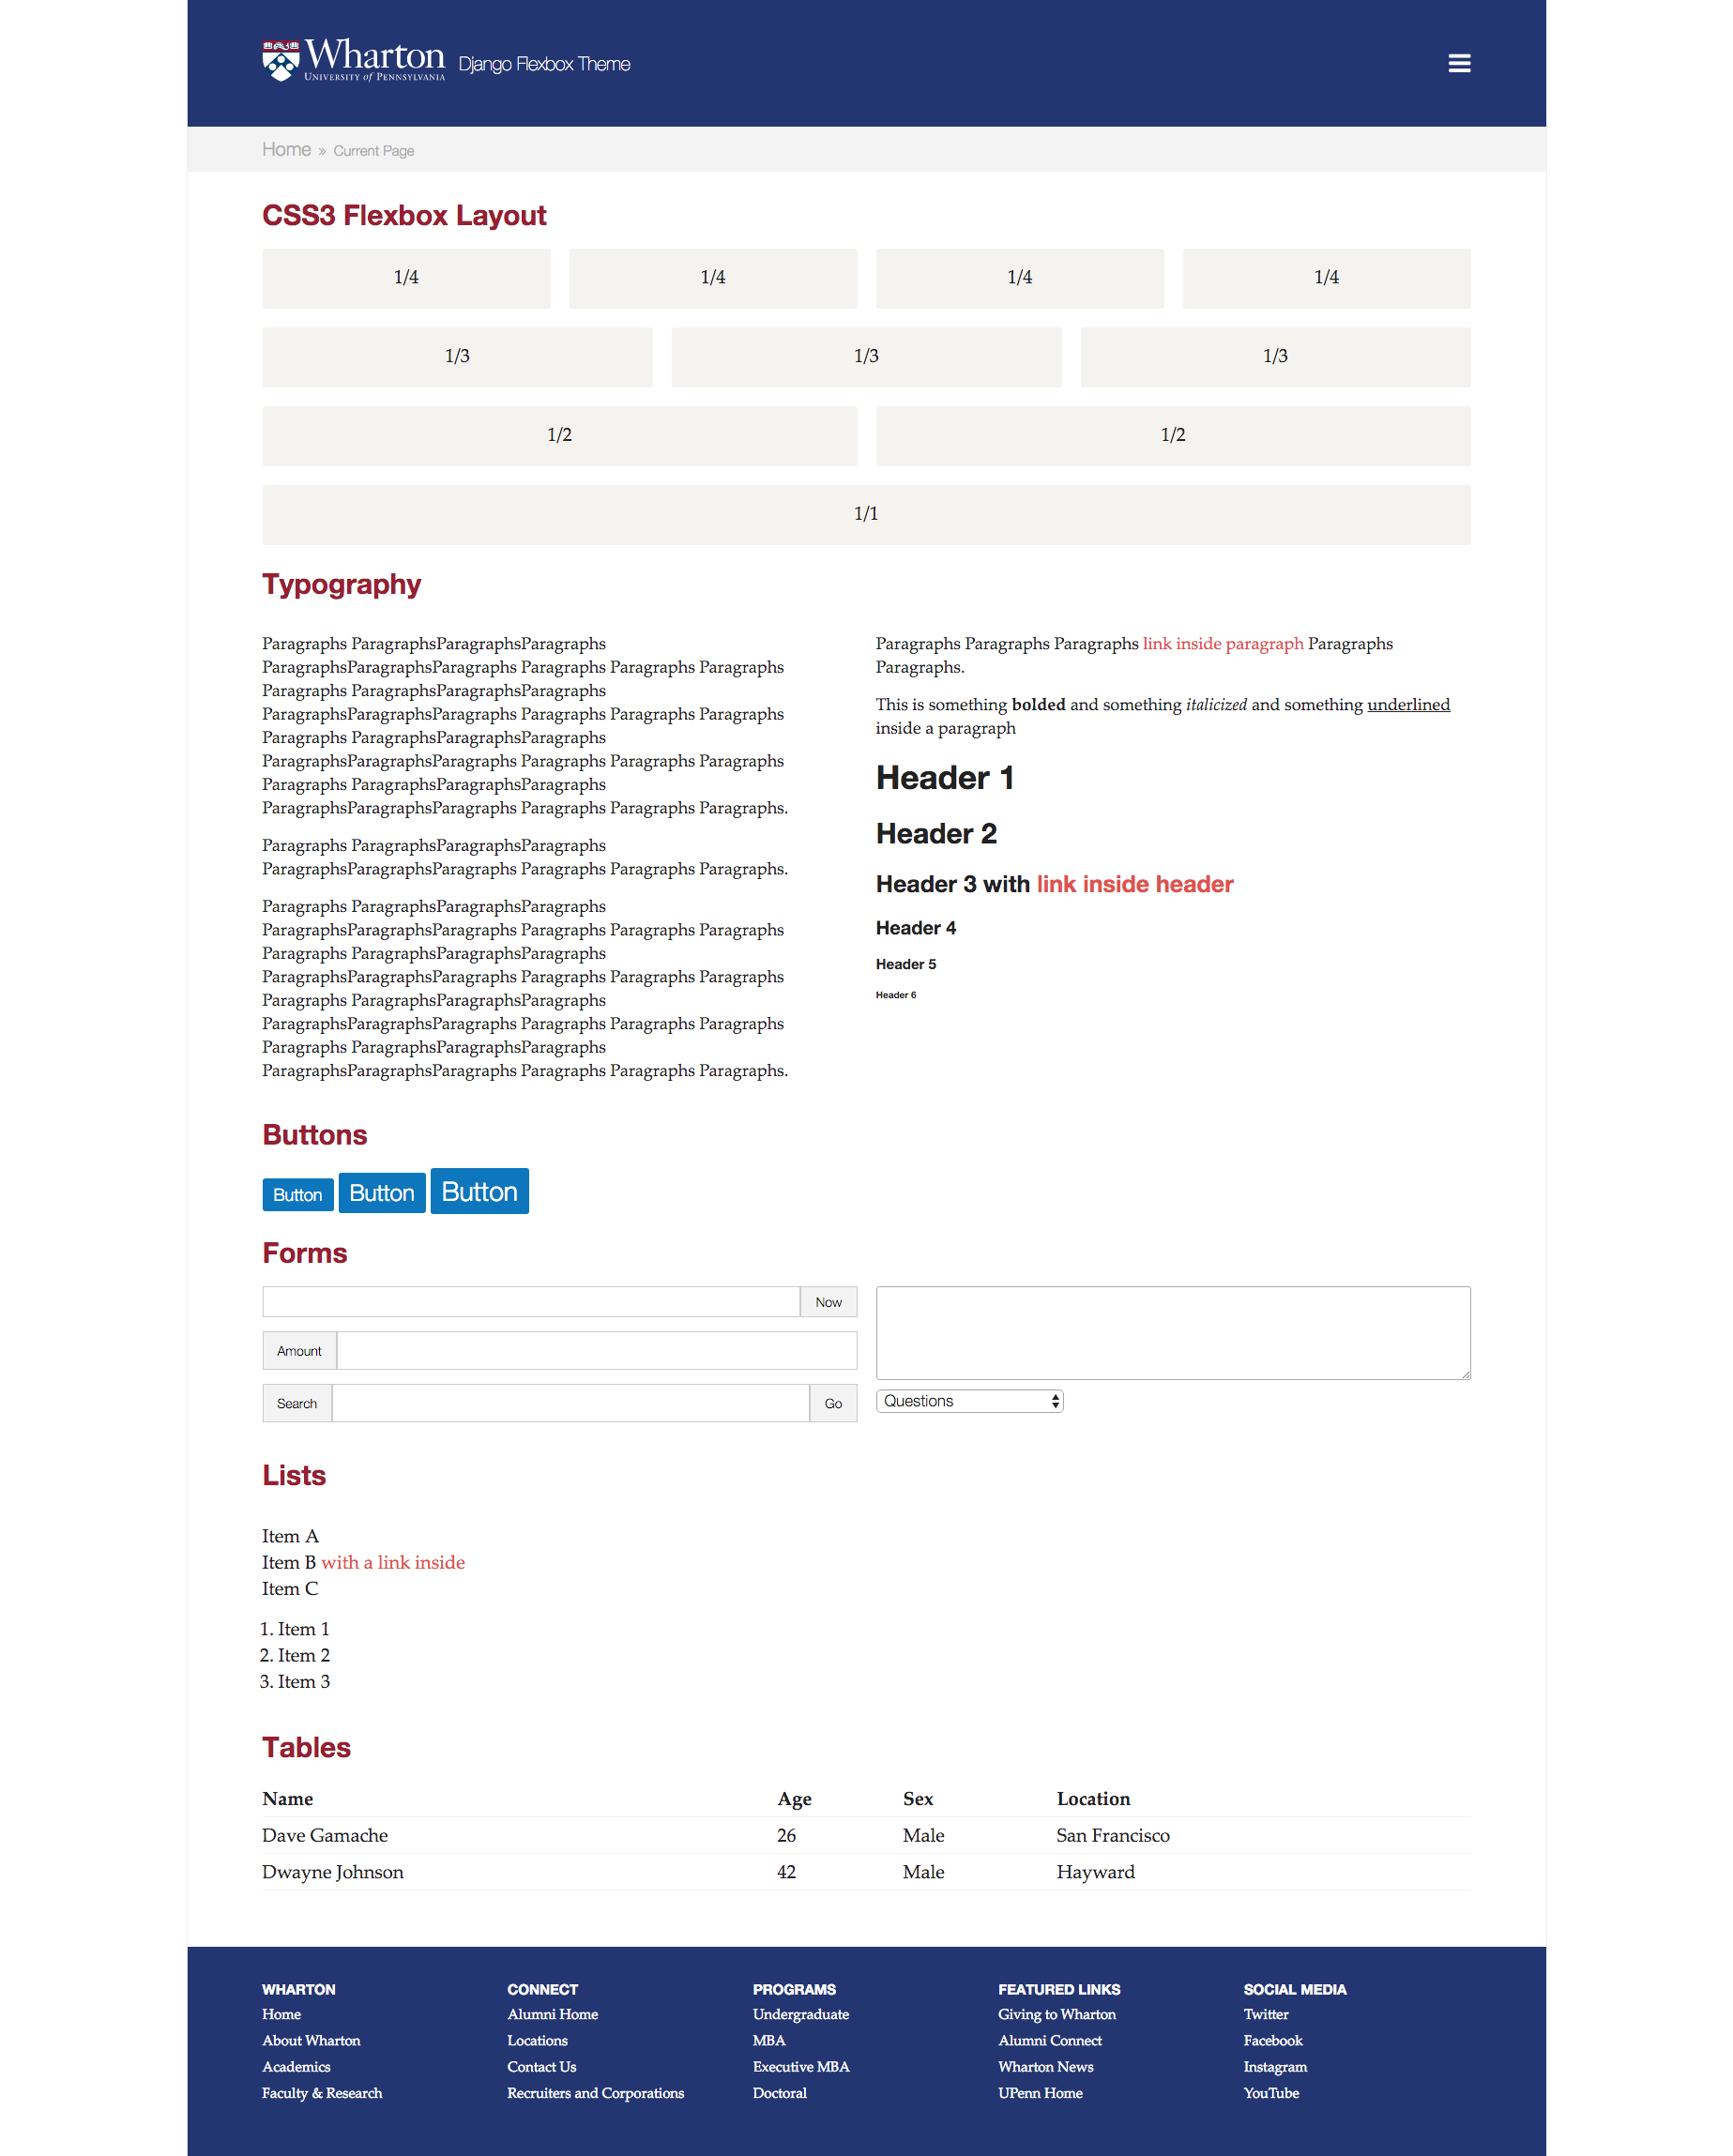 Wharton
UNIVERSITY of PENNSYLVANIA
Django Flexbox Theme
Home » Current Page
CSS3 Flexbox Layout
1/4 1/4 1/4 1/4
1/3 1/3 1/3
1/2 1/2
1/1
Typography
Paragraphs ParagraphsParagraphsParagraphs
ParagraphsParagraphsParagraphs Paragraphs Paragraphs Paragraphs
Paragraphs ParagraphsParagraphsParagraphs
ParagraphsParagraphsParagraphs Paragraphs Paragraphs Paragraphs
Paragraphs ParagraphsParagraphsParagraphs
ParagraphsParagraphsParagraphs Paragraphs Paragraphs Paragraphs
Paragraphs ParagraphsParagraphsParagraphs
ParagraphsParagraphsParagraphs Paragraphs Paragraphs Paragraphs.
Paragraphs ParagraphsParagraphsParagraphs
ParagraphsParagraphsParagraphs Paragraphs Paragraphs Paragraphs.
Paragraphs ParagraphsParagraphsParagraphs
ParagraphsParagraphsParagraphs Paragraphs Paragraphs Paragraphs
Paragraphs ParagraphsParagraphsParagraphs
ParagraphsParagraphsParagraphs Paragraphs Paragraphs Paragraphs
Paragraphs ParagraphsParagraphsParagraphs
ParagraphsParagraphsParagraphs Paragraphs Paragraphs Paragraphs
Paragraphs ParagraphsParagraphsParagraphs
ParagraphsParagraphsParagraphs Paragraphs Paragraphs Paragraphs.
Paragraphs Paragraphs Paragraphs link inside paragraph Paragraphs
Paragraphs.
This is something bolded and something italicized and something underlined
inside a paragraph
Header 1
Header 2
Header 3 with link inside header
Header 4
Header 5
Header 6
Buttons
Button Button Button
Forms
Now
Amount
Search Go
Questions
Lists
Item A
Item B with a link inside
Item C
1. Item 1
2. Item 2
3. Item 3
Tables
Name Age Sex Location
Dave Gamache 26 Male San Francisco
Dwayne Johnson 42 Male Hayward
WHARTON
Home
About Wharton
Academics
Faculty & Research
CONNECT
Alumni Home
Locations
Contact Us
Recruiters and Corporations
PROGRAMS
Undergraduate
MBA
Executive MBA
Doctoral
FEATURED LINKS
Giving to Wharton
Alumni Connect
Wharton News
UPenn Home
SOCIAL MEDIA
Twitter
Facebook
Instagram
YouTube